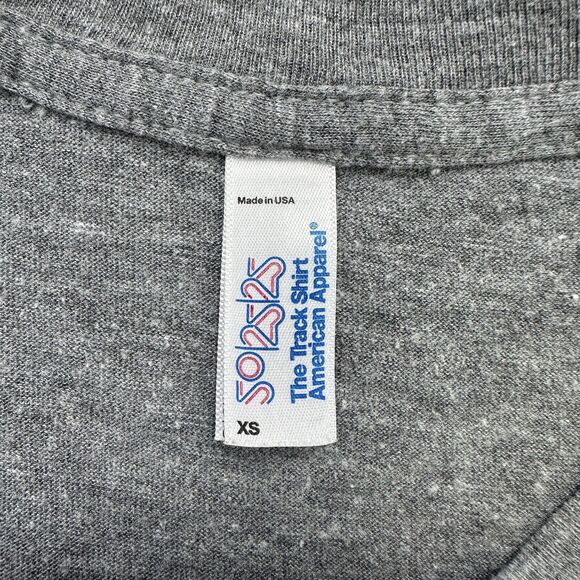 Made in USA
50/25/25
The Track Shirt
American Apparel®
XS